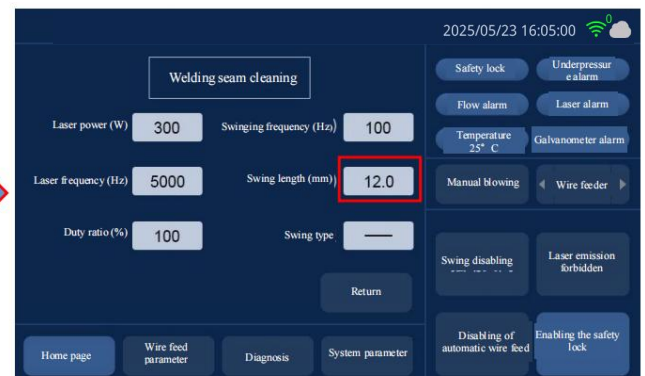 2025/05/23 16:05:00 0
Welding seam cleaning
Laser power (W) 300 Swinging frequency (Hz) 100
Laser frequency (Hz) 5000 Swing length (mm) 12.0
Duty ratio (%) 100 Swing type —
Return
Home page
Wire feed
parameter
Diagnosis
System parameter
Safety lock
Underpressur
e alarm
Flow alarm
Laser alarm
Temperature
25° C
Galvanometer alarm
Manual blowing
Wire feeder
Swing disabling
Laser emission
forbidden
Disabling of
automatic wire feed
Enabling the safety
lock